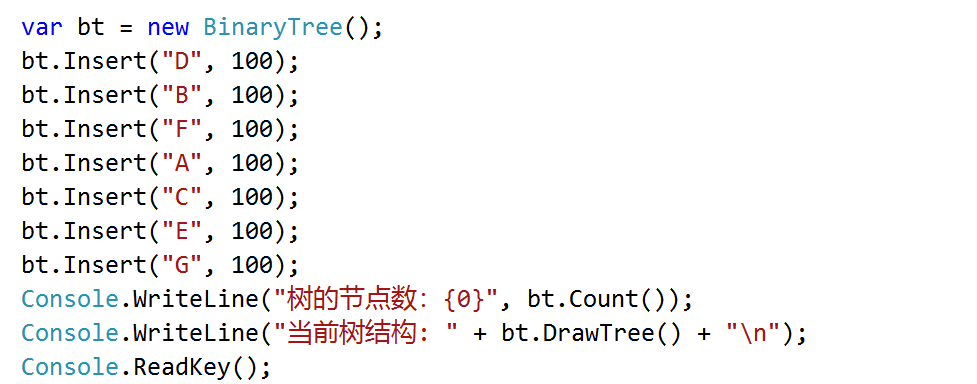 var bt = new BinaryTree();
bt.Insert("D", 100);
bt.Insert("B", 100);
bt.Insert("F", 100);
bt.Insert("A", 100);
bt.Insert("C", 100);
bt.Insert("E", 100);
bt.Insert("G", 100);
Console.WriteLine("树的节点数：{0}", bt.Count());
Console.WriteLine("当前树结构：" + bt.DrawTree() + "\n");
Console.ReadKey();